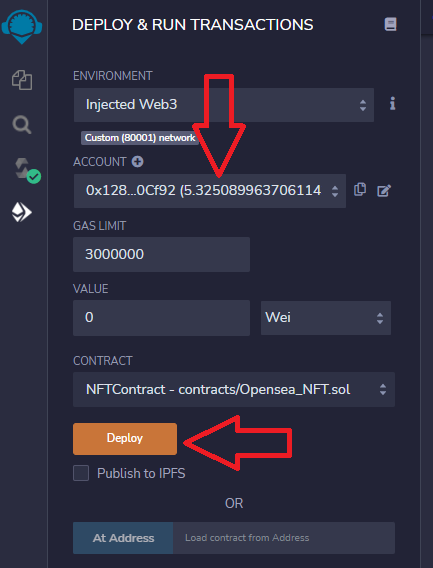 DEPLOY & RUN TRANSACTIONS
ENVIRONMENT
Injected Web3
Custom (80001) network
ACCOUNT
0x128...0Cf92 (5.325089963706114
GAS LIMIT
3000000
VALUE
0
Wei
CONTRACT
NFTContract - contracts/Opensea_NFT.sol
Deploy
Publish to IPFS
OR
At Address
Load contract from Address